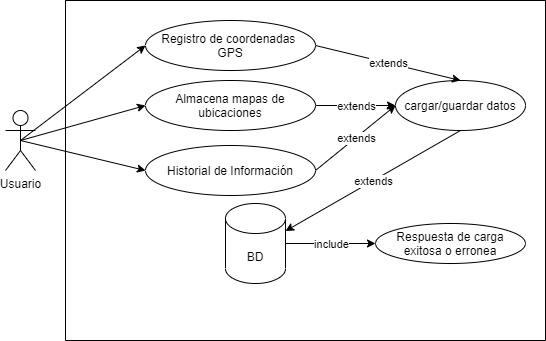 Registro de coordenadas
GPS
extends
Almacena mapas de
ubicaciones
extends
cargar/guardar datos
extends
Historial de Información
Usuario
extends
BD
include
Respuesta de carga
exitosa o erronea